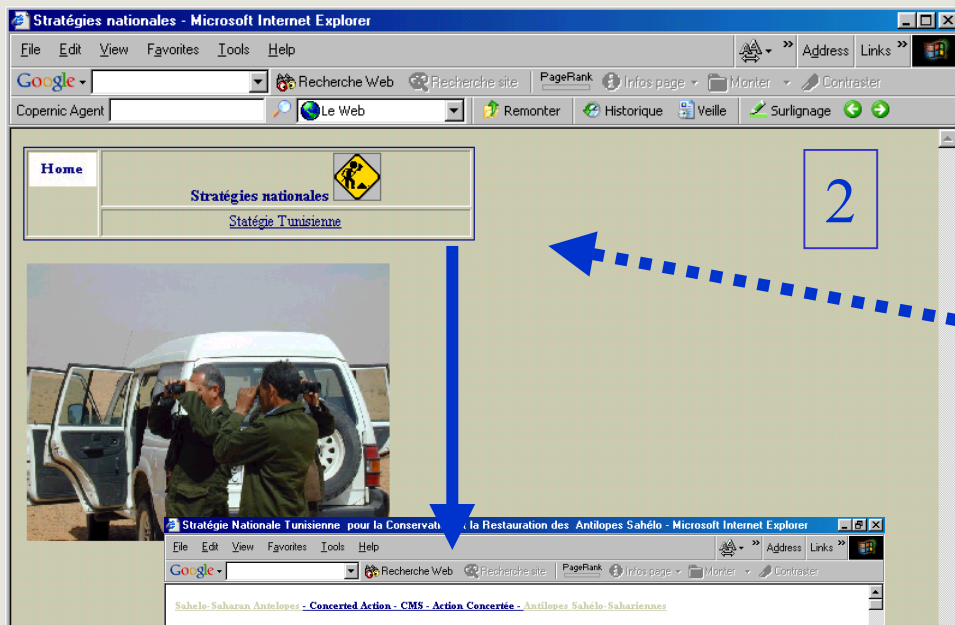 Stratégies nationales - Microsoft Internet Explorer
File Edit View Favorites Tools Help » Address Links »
Google Recherche Web Recherche site PageRank Infos page Monter Contraster
Copernic Agent Le Web Remonter Historique Veille Surlignage
Home
Stratégies nationales
Statégie Tunisienne
2
Stratégie Nationale Tunisienne pour la Conservati la Restauration des Antilopes Sahélo - Microsoft Internet Explorer
File Edit View Favorites Tools Help » Address Links »
Google Recherche Web Recherche site PageRank Infos page Monter Contraster
Sahelo-Saharan Antelopes - Concerted Action - CMS - Action Concertée - Antilopes Sahélo-Sahariennes